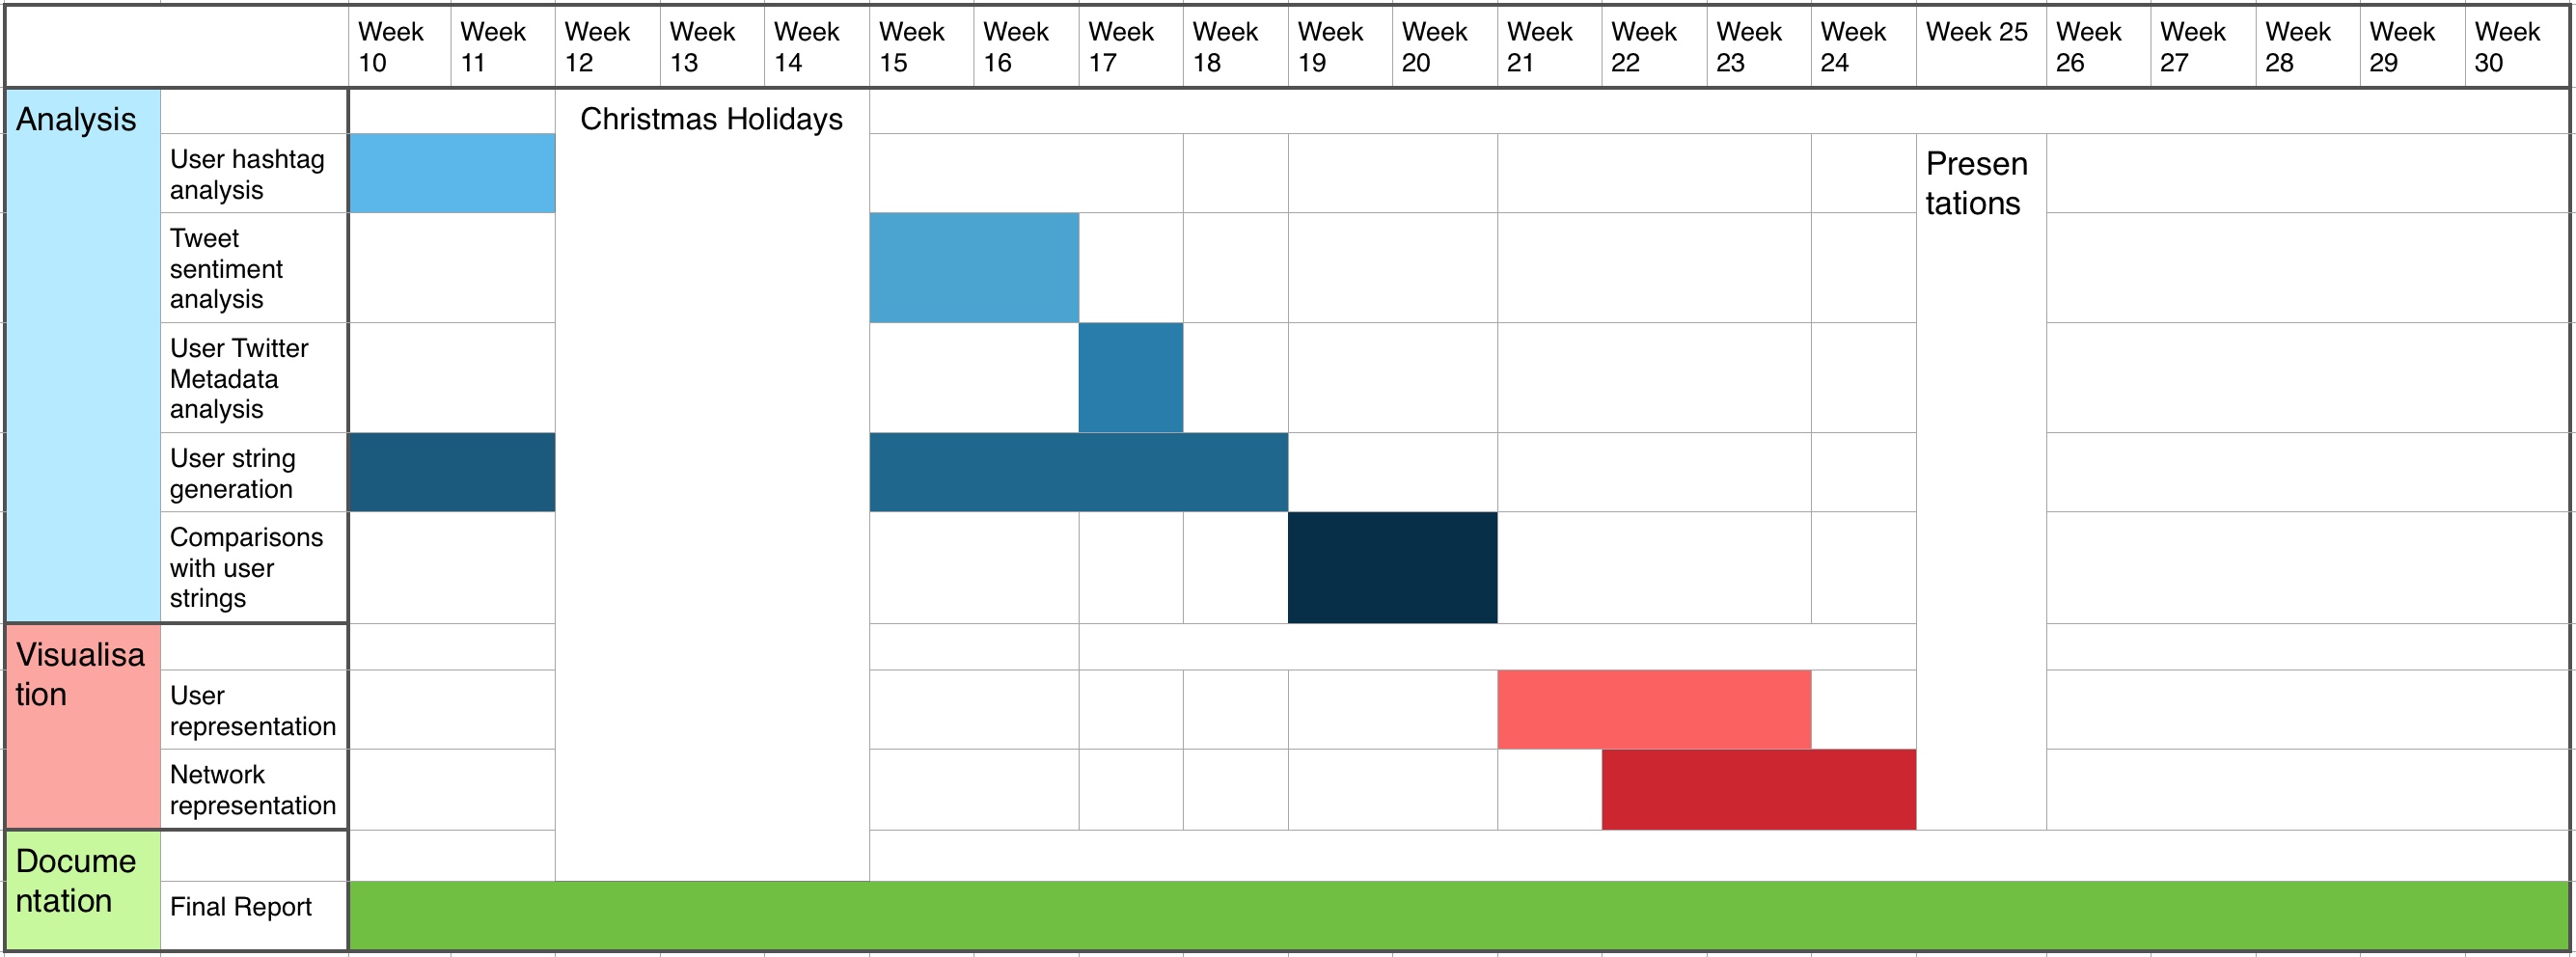 Week 10
Week 11
Week 12
Week 13
Week 14
Week 15
Week 16
Week 17
Week 18
Week 19
Week 20
Week 21
Week 22
Week 23
Week 24
Week 25
Week 26
Week 27
Week 28
Week 29
Week 30
Analysis
Christmas Holidays
User hashtag
analysis
Presen
tations
Tweet
sentiment
analysis
User Twitter
Metadata
analysis
User string
generation
Comparisons
with user
strings
Visualisa
tion
User
representation
Network
representation
Docume
ntation
Final Report